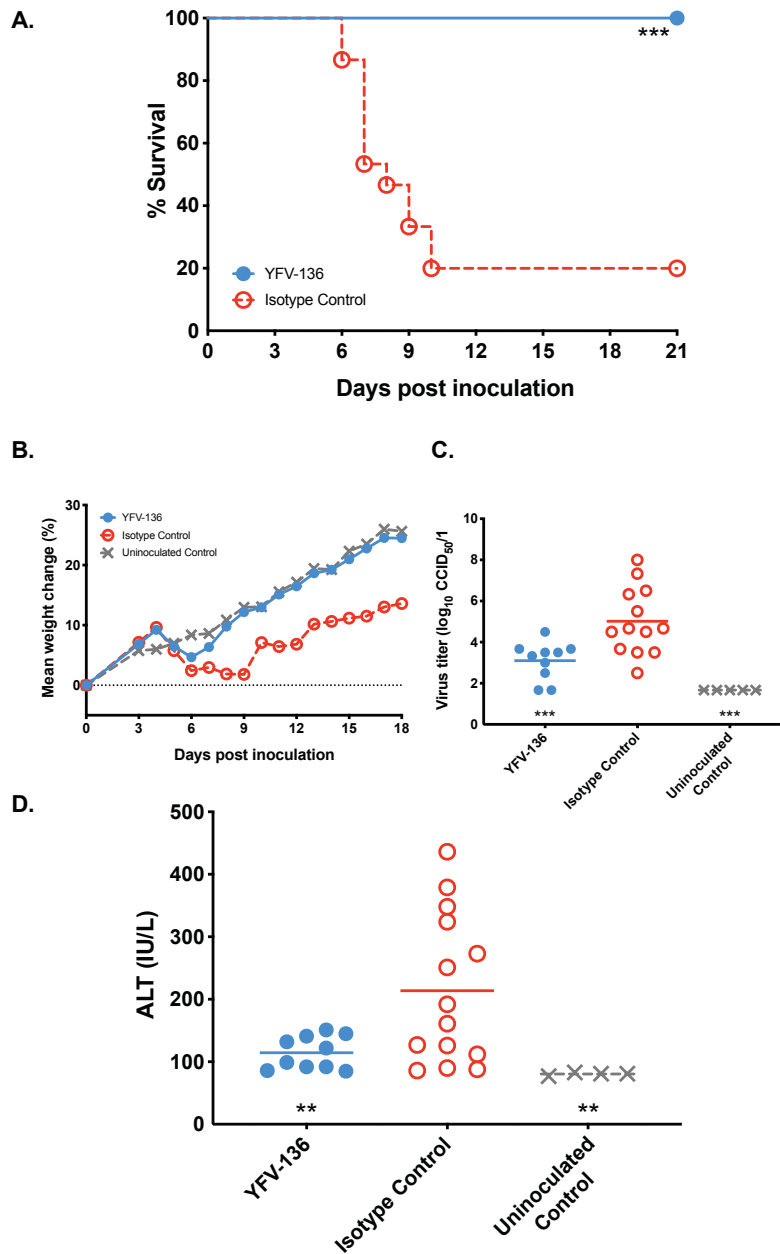 A.
% Survival
100
80
60
40
20
0
***
YFV-136
Isotype Control
0 3 6 9 12 15 18 21
Days post inoculation
B.
Mean weight change (%)
30
20
10
0
YFV-136
Isotype Control
Uninoculated Control
0 3 6 9 12 15 18
Days post inoculation
C.
Virus titer (log10 CCID50/1
10
8
6
4
2
0
*** ***
YFV-136
Isotype Control
Uninoculated
Control
D.
ALT (IU/L)
500
400
300
200
100
0
** **
YFV-136
Isotype Control
Uninoculated
Control